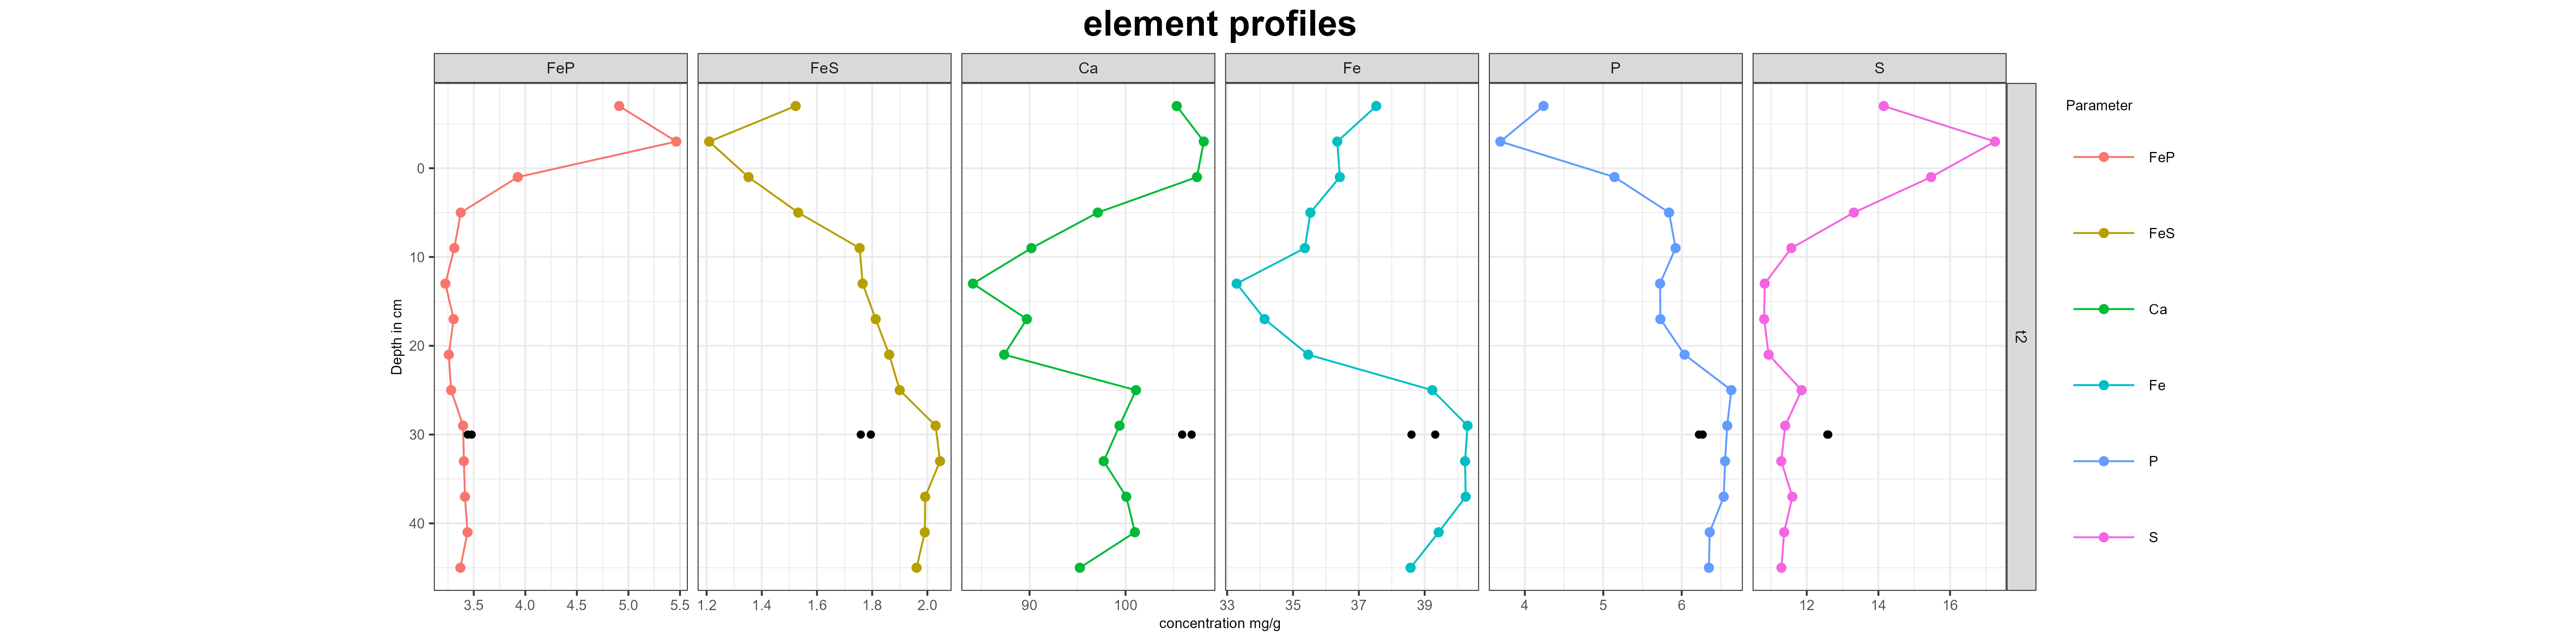 element profiles
FeP FeS Ca Fe P S
Parameter
FeP
FeS
Ca
Fe
P
S
t2
Depth in cm
0
10
20
30
40
3.5 4.0 4.5 5.0 5.5 1.2 1.4 1.6 1.8 2.0 90 100 33 35 37 39 4 5 6 12 14 16
concentration mg/g